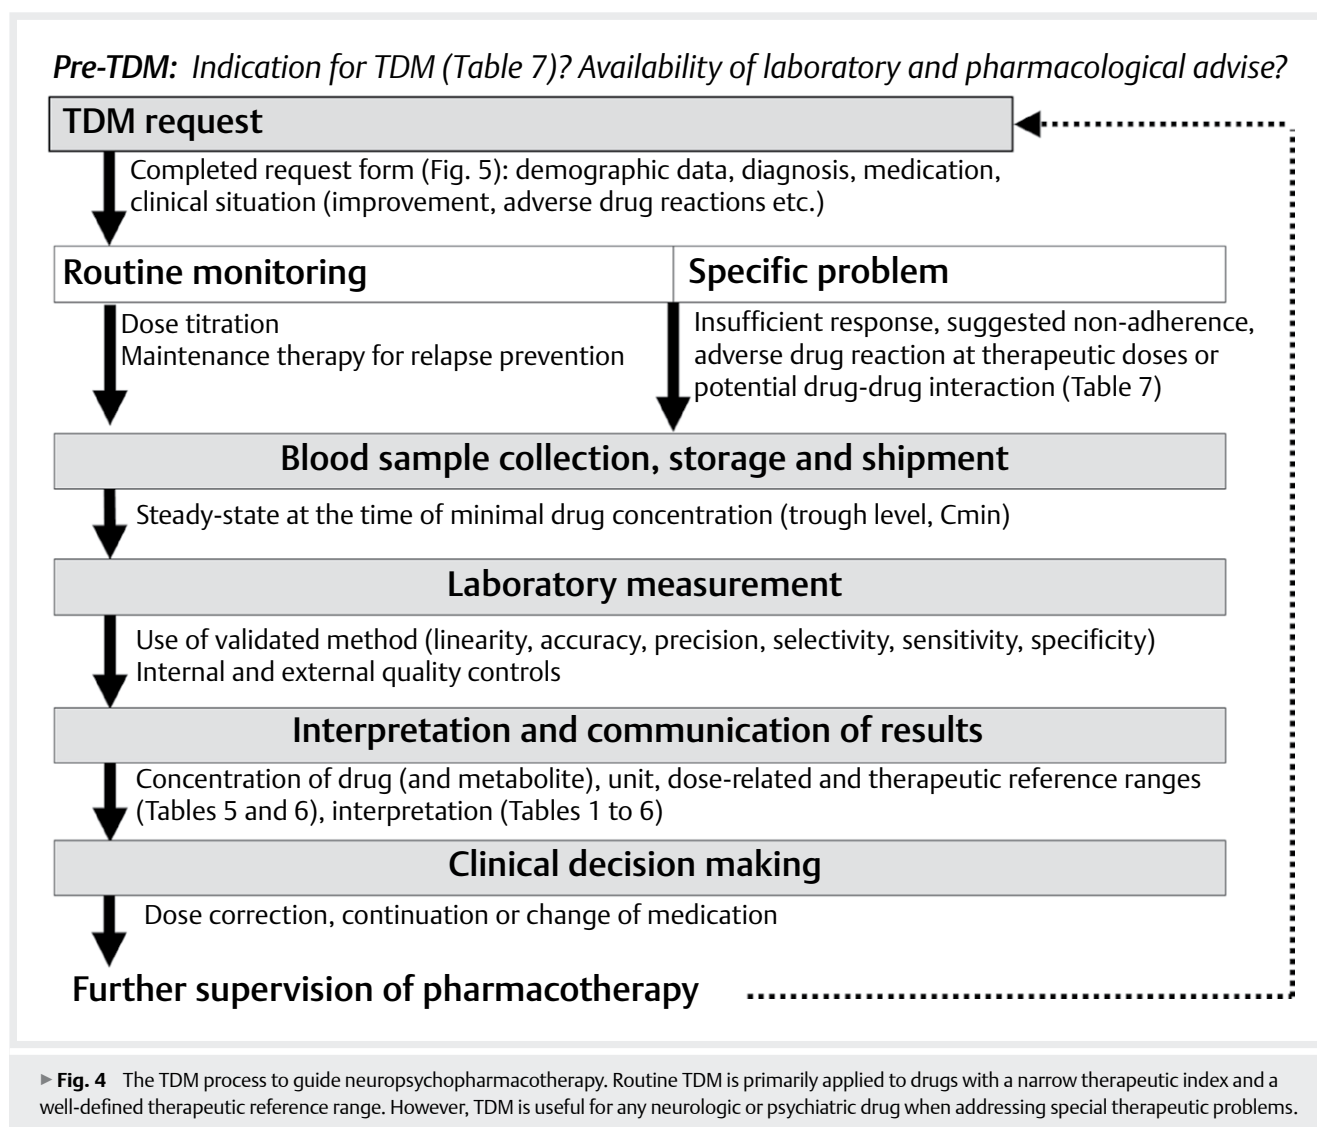 Pre-TDM: Indication for TDM (Table 7)? Availability of laboratory and pharmacological advise?
TDM request
Completed request form (Fig. 5): demographic data, diagnosis, medication,
clinical situation (improvement, adverse drug reactions etc.)
Routine monitoring
Specific problem
Dose titration
Maintenance therapy for relapse prevention
Insufficient response, suggested non-adherence,
adverse drug reaction at therapeutic doses or
potential drug-drug interaction (Table 7)
Blood sample collection, storage and shipment
Steady-state at the time of minimal drug concentration (trough level, Cmin)
Laboratory measurement
Use of validated method (linearity, accuracy, precision, selectivity, sensitivity, specificity)
Internal and external quality controls
Interpretation and communication of results
Concentration of drug (and metabolite), unit, dose-related and therapeutic reference ranges
(Tables 5 and 6), interpretation (Tables 1 to 6)
Clinical decision making
Dose correction, continuation or change of medication
Further supervision of pharmacotherapy
▶ Fig. 4 The TDM process to guide neuropsychopharmacotherapy. Routine TDM is primarily applied to drugs with a narrow therapeutic index and a
well-defined therapeutic reference range. However, TDM is useful for any neurologic or psychiatric drug when addressing special therapeutic problems.